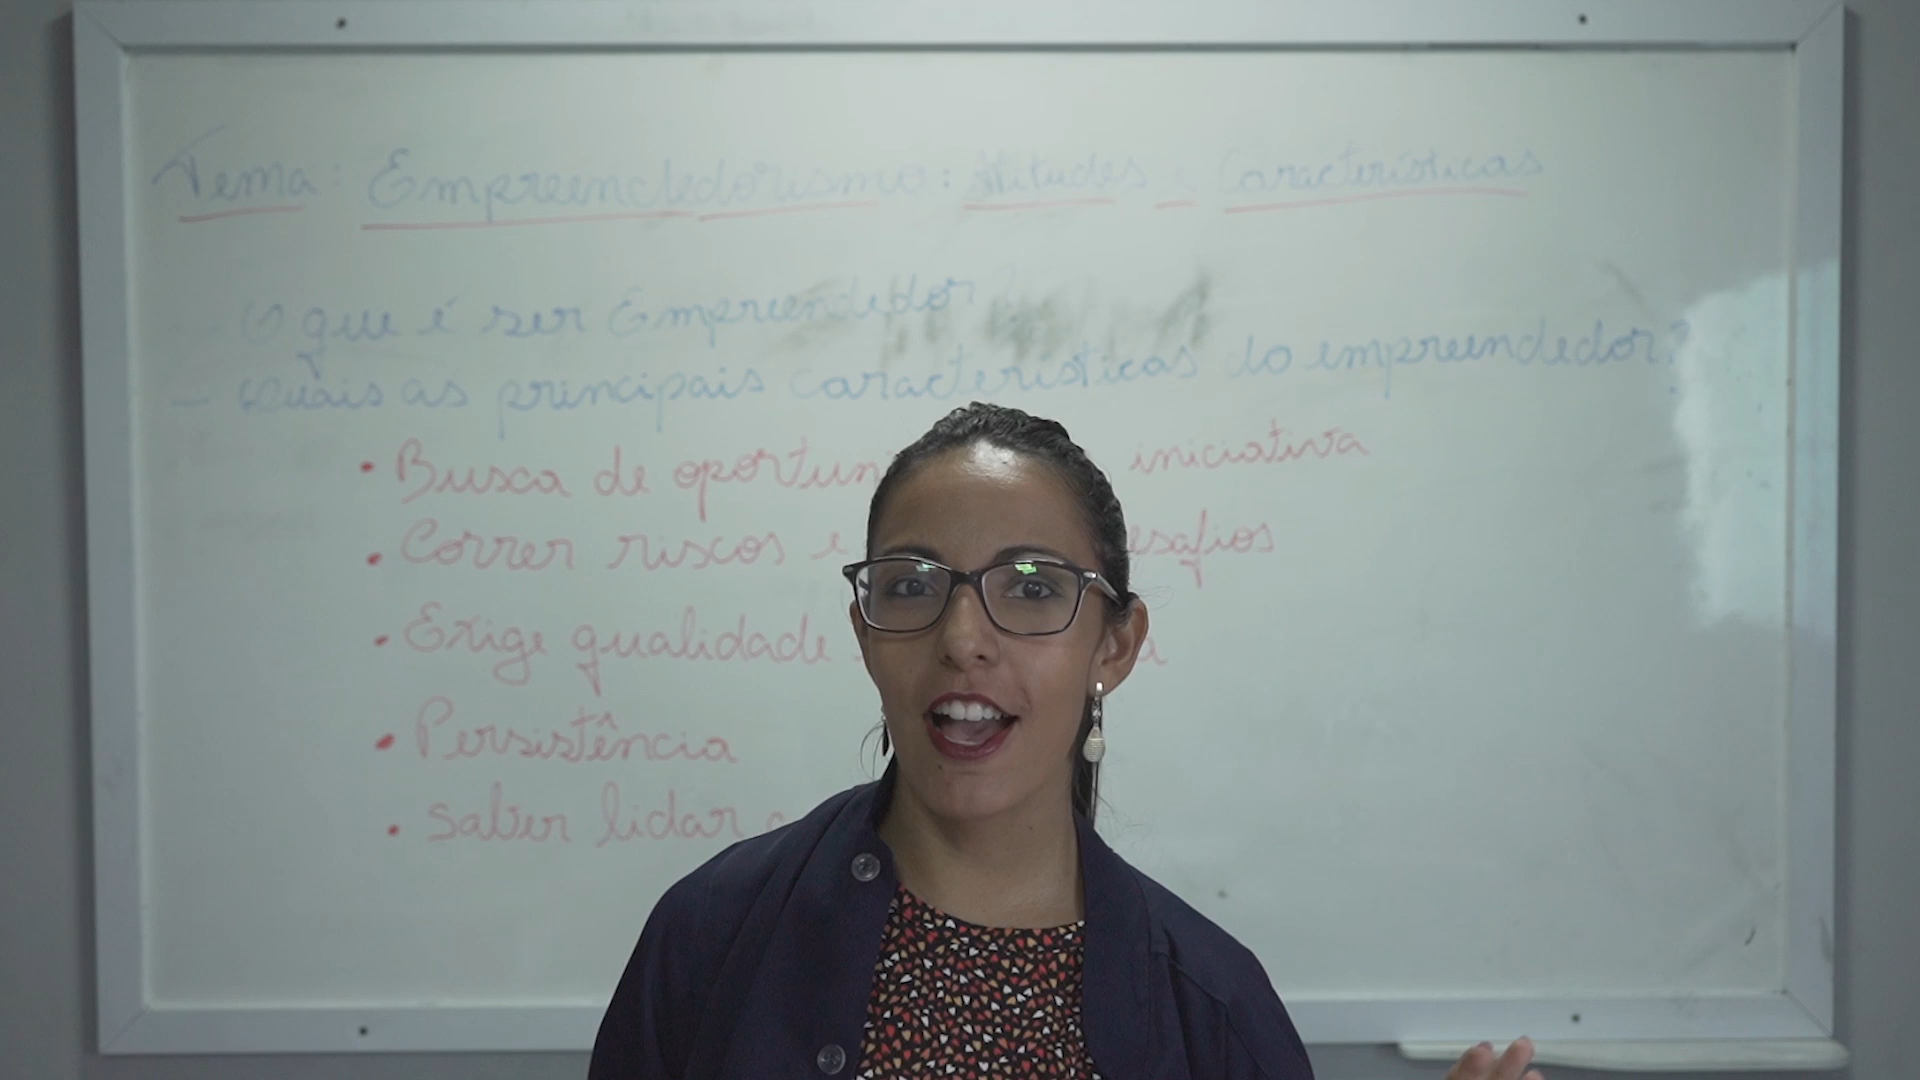 Tema: Empreendedorismo: Atitudes e Características
- O que é ser Empreendedor?
- Quais as principais características do empreendedor?
• Busca de oportun iniciativa
• Correr riscos e esafios
• Exige qualidade
• Persistência
• Saber lidar